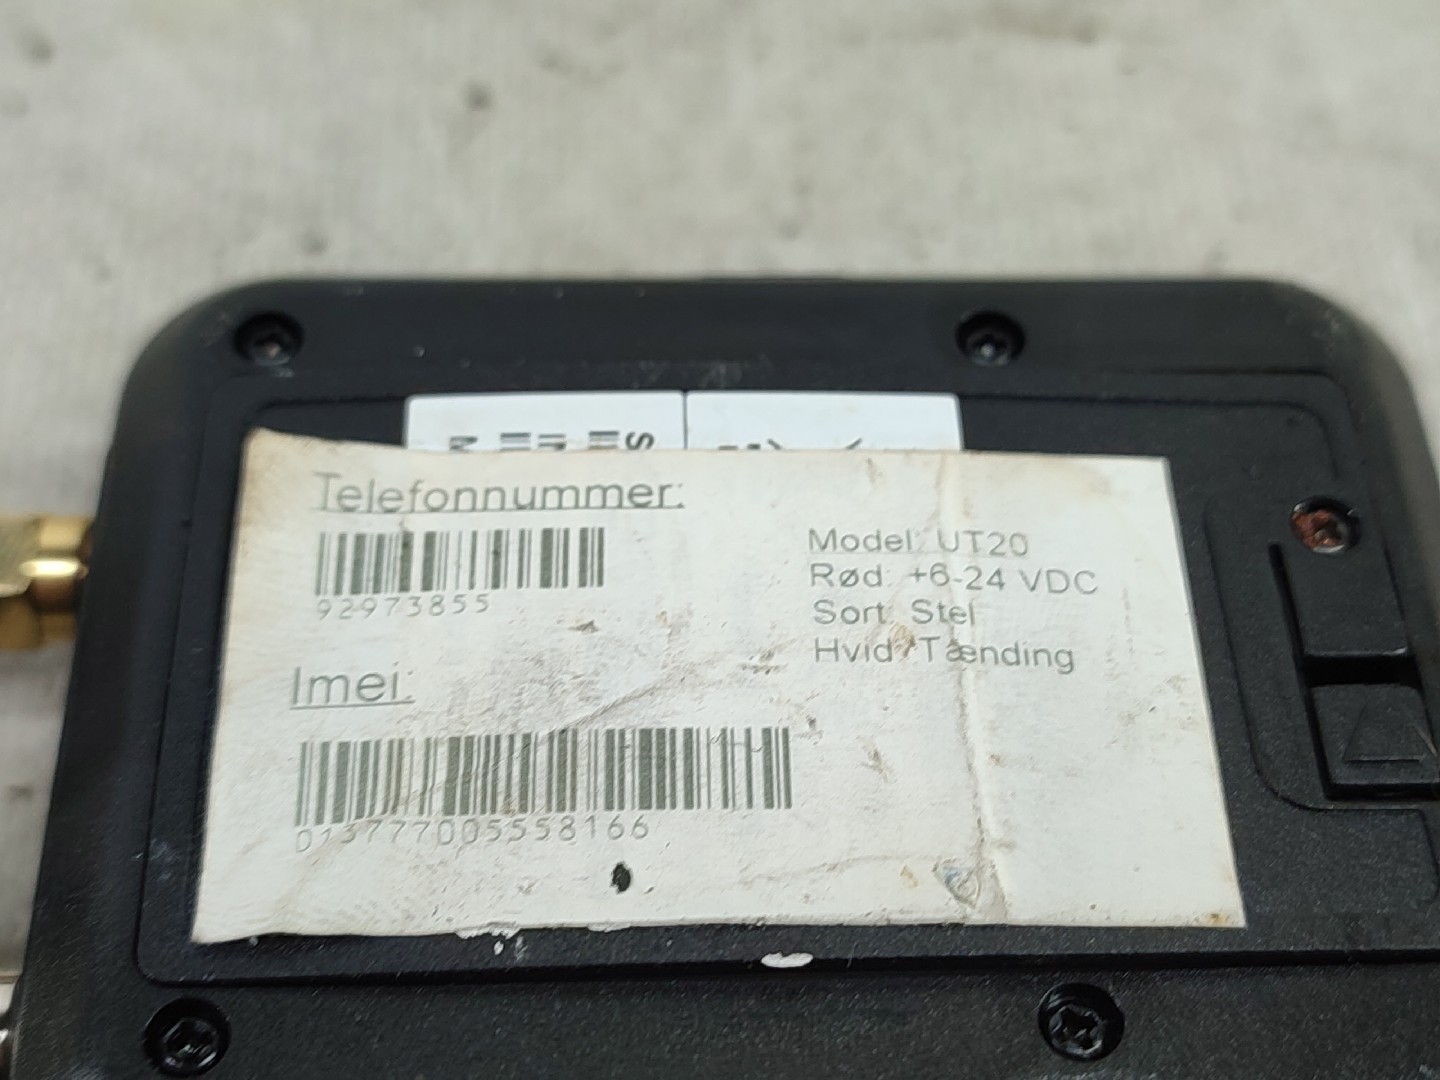 Telefonnummer:
92973855
Imei:
013777005558166
Model: UT20
Rød: +6-24 VDC
Sort: Stel
Hvid: Tænding